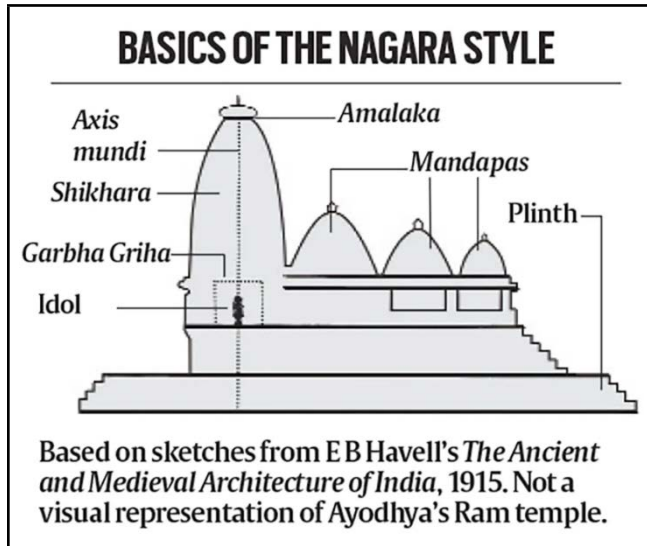 BASICS OF THE NAGARA STYLE
Axis
mundi
Amalaka
Mandapas
Shikhara
Plinth
Garbha Griha
Idol
Based on sketches from E B Havell's The Ancient
and Medieval Architecture of India, 1915. Not a
visual representation of Ayodhya's Ram temple.